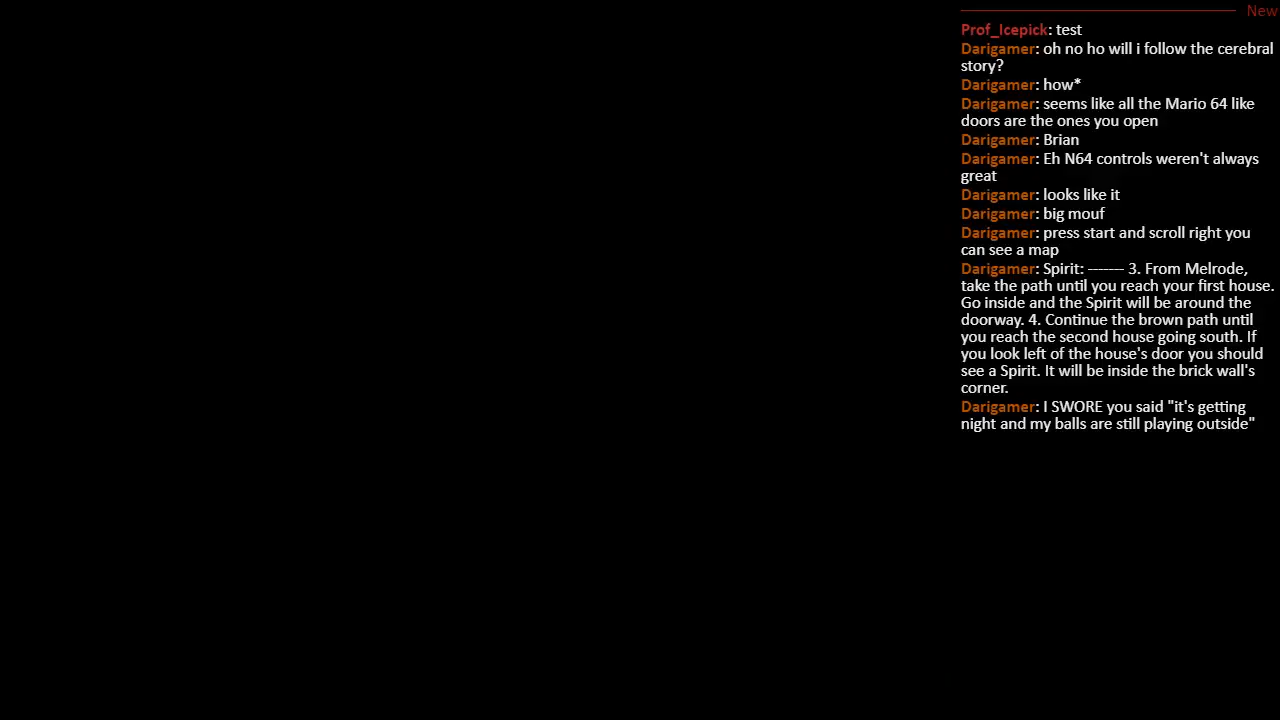 New
Prof_Icepick: test
Darigamer: oh no ho will i follow the cerebral
story?
Darigamer: how*
Darigamer: seems like all the Mario 64 like
doors are the ones you open
Darigamer: Brian
Darigamer: Eh N64 controls weren't always
great
Darigamer: looks like it
Darigamer: big mouf
Darigamer: press start and scroll right you
can see a map
Darigamer: Spirit: ------- 3. From Melrode,
take the path until you reach your first house.
Go inside and the Spirit will be around the
doorway. 4. Continue the brown path until
you reach the second house going south. If
you look left of the house's door you should
see a Spirit. It will be inside the brick wall's
corner.
Darigamer: I SWORE you said "it's getting
night and my balls are still playing outside"